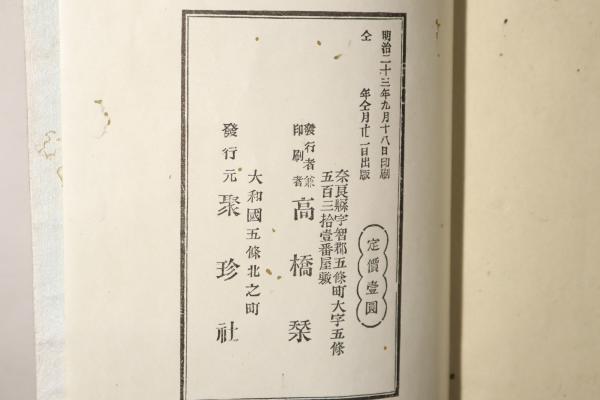 明治二十三年九月十八日印刷
仝年仝月廿一日出版
定價壹圓
奈良縣宇智郡五條町大字五條
五百三拾壹番屋敷
發行者兼
印刷者
高橋
大和國五條北之町
發行元 聚珍社